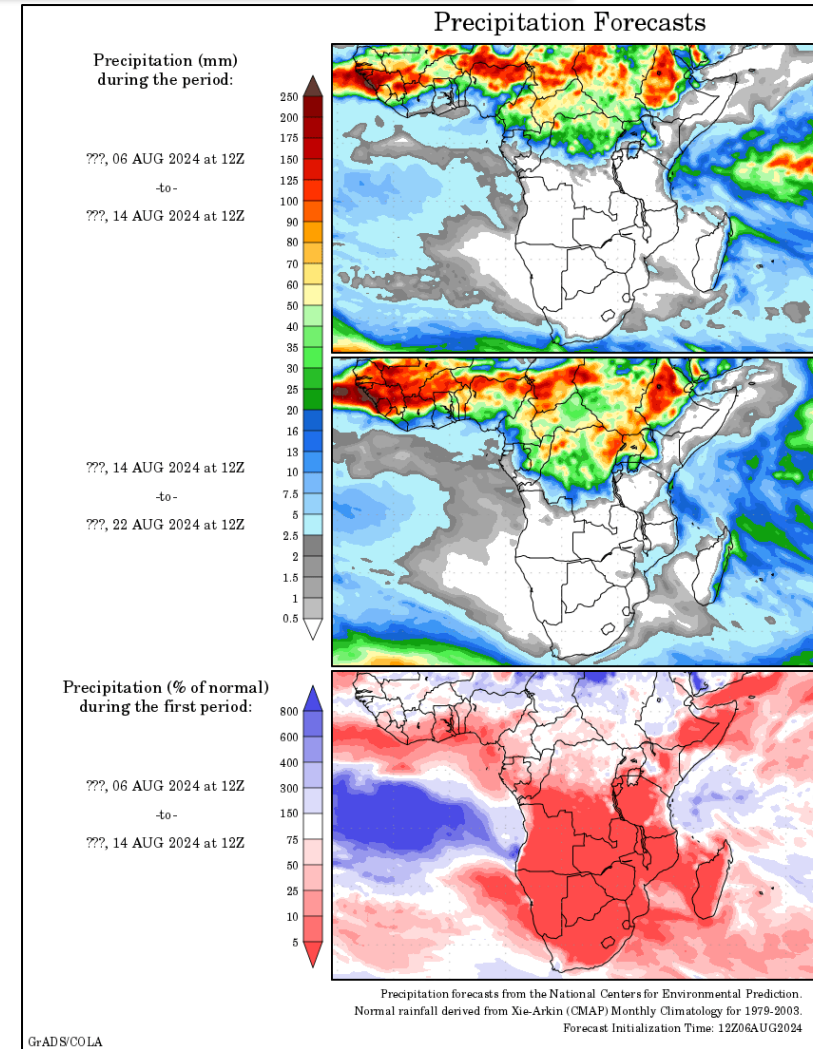 Precipitation Forecasts
Precipitation (mm)
during the period:
???, 06 AUG 2024 at 12Z
-to-
???, 14 AUG 2024 at 12Z
250
200
175
150
125
100
90
80
70
60
50
40
35
30
25
20
16
13
10
7.5
5
2.5
2
1.5
1
0.5
???, 14 AUG 2024 at 12Z
-to-
???, 22 AUG 2024 at 12Z
Precipitation (% of normal)
during the first period:
800
600
400
300
150
75
50
25
10
5
???, 06 AUG 2024 at 12Z
-to-
???, 14 AUG 2024 at 12Z
Precipitation forecasts from the National Centers for Environmental Prediction.
Normal rainfall derived from Xie-Arkin (CMAP) Monthly Climatology for 1979-2003.
Forecast Initialization Time: 12Z06AUG2024
GrADS/COLA